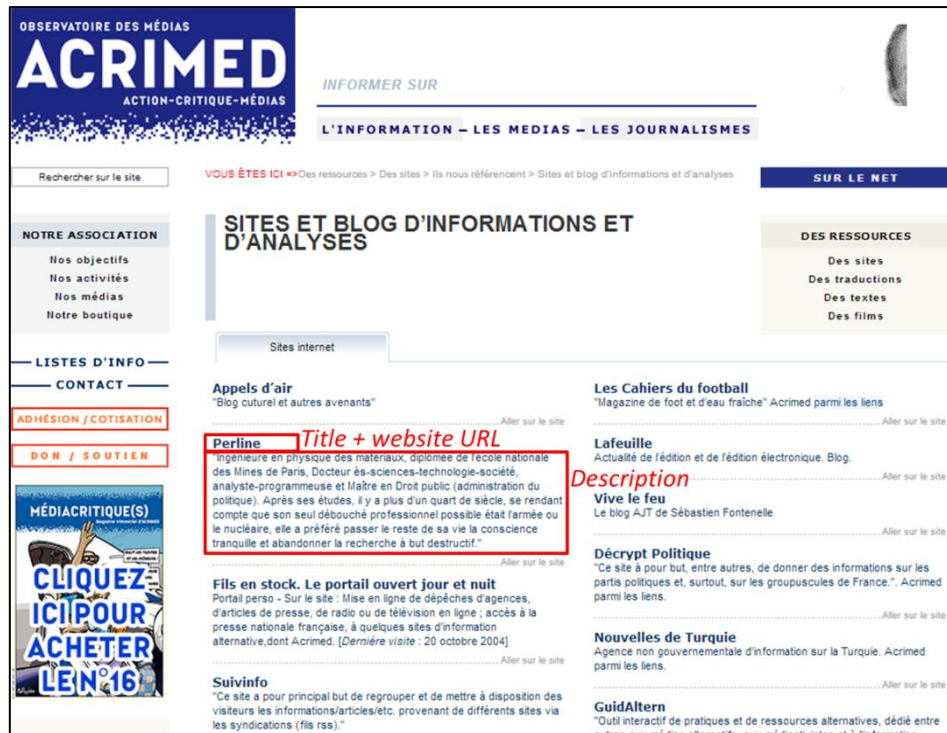 OBSERVATOIRE DES MÉDIAS
ACRIMED
ACTION-CRITIQUE-MÉDIAS
INFORMER SUR
L'INFORMATION – LES MEDIAS – LES JOURNALISMES
Rechercher sur le site
VOUS ÊTES ICI =>Des ressources > Des sites > Ils nous référencent > Sites et blog d'informations et d'analyses
SUR LE NET
NOTRE ASSOCIATION
Nos objectifs
Nos activités
Nos médias
Notre boutique
LISTES D'INFO
CONTACT
ADHÉSION / COTISATION
DON / SOUTIEN
MÉDIACRITIQUE(S)
CLIQUEZ
ICI POUR
ACHETER
LE N°16
SITES ET BLOG D'INFORMATIONS ET
D'ANALYSES
DES RESSOURCES
Des sites
Des traductions
Des textes
Des films
Sites internet
Appels d'air
"Blog cuturel et autres avenants"
Aller sur le site
Perline
Title + website URL
"Ingénieure en physique des matériaux, diplômée de l'école nationale
des Mines de Paris, Docteur ès-sciences-technologie-société,
analyste-programmeuse et Maître en Droit public (administration du
politique). Après ses études, il y a plus d'un quart de siècle, se rendant
compte que son seul débouché professionnel possible était l'armée ou
le nucléaire, elle a préféré passer le reste de sa vie la conscience
tranquille et abandonner la recherche à but destructif."
Description
Aller sur le site
Fils en stock. Le portail ouvert jour et nuit
Portail perso - Sur le site : Mise en ligne de dépêches d'agences,
d'articles de presse, de radio ou de télévision en ligne ; accès à la
presse nationale française, à quelques sites d'information
alternative,dont Acrimed. [Dernière visite : 20 octobre 2004]
Aller sur le site
Suivinfo
"Ce site a pour principal but de regrouper et de mettre à disposition des
visiteurs les informations/articles/etc. provenant de différents sites via
les syndications (fils rss)."
Les Cahiers du football
"Magazine de foot et d'eau fraîche" Acrimed parmi les liens
Aller sur le site
Lafeuille
Actualité de l'édition et de l'édition électronique. Blog.
Aller sur le site
Vive le feu
Le blog AJT de Sébastien Fontenelle
Aller sur le site
Décrypt Politique
"Ce site à pour but, entre autres, de donner des informations sur les
partis politiques et, surtout, sur les groupuscules de France.". Acrimed
parmi les liens.
Aller sur le site
Nouvelles de Turquie
Agence non gouvernementale d'information sur la Turquie. Acrimed
parmi les liens.
Aller sur le site
GuidAltern
"Outil interactif de pratiques et de ressources alternatives, dédié entre